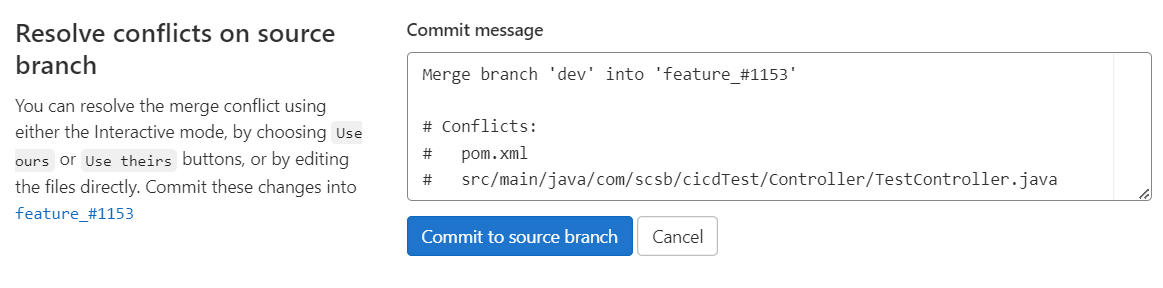 Resolve conflicts on source
branch
You can resolve the merge conflict using
either the Interactive mode, by choosing Use
ours or Use theirs buttons, or by editing
the files directly. Commit these changes into
feature_#1153
Commit message
Merge branch 'dev' into 'feature_#1153'

# Conflicts:
#   pom.xml
#   src/main/java/com/scsb/cicdTest/Controller/TestController.java
Commit to source branch
Cancel